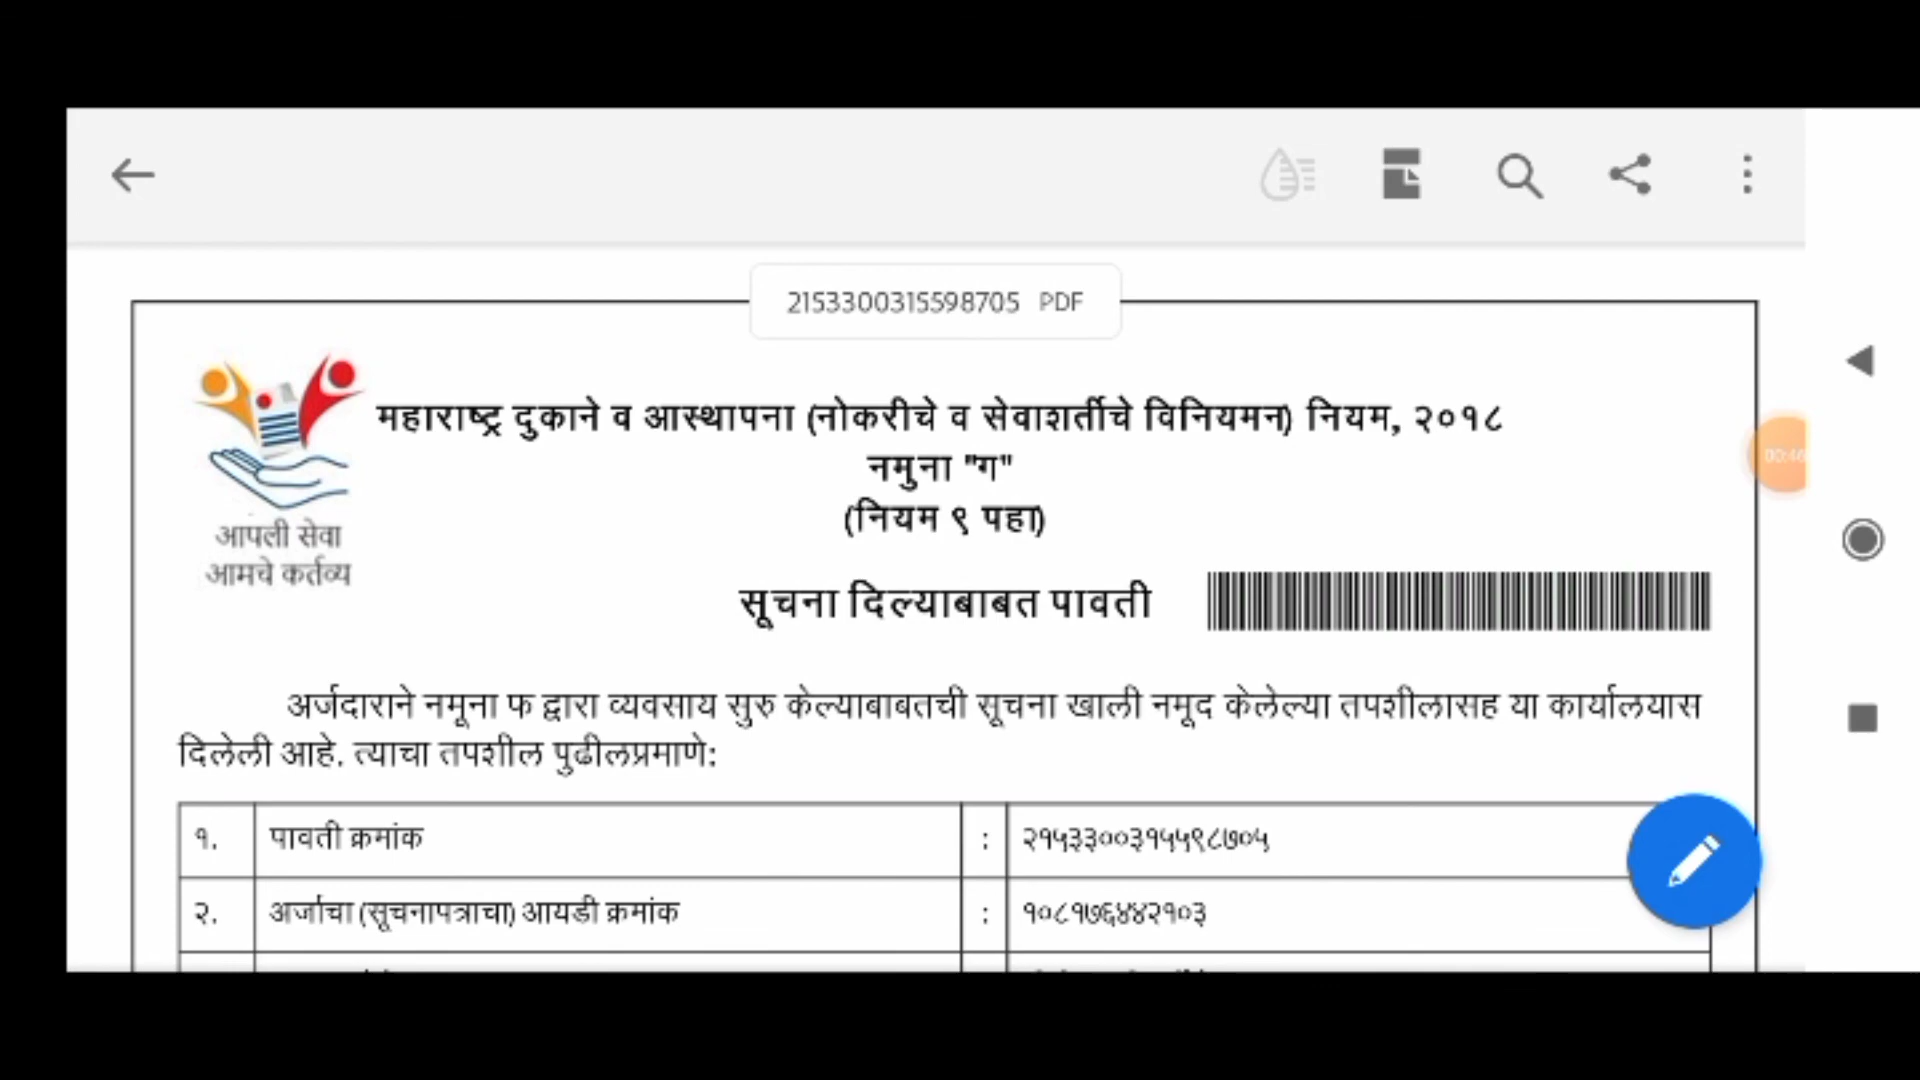 2153300315598705 PDF
महाराष्ट्र दुकाने व आस्थापना (नोकरीचे व सेवाशर्तीचे विनियमन) नियम, २०१८
नमुना "ग"
(नियम ९ पहा)
आपली सेवा
आमचे कर्तव्य
सूचना दिल्याबाबत पावती
अर्जदाराने नमूना फ द्वारा व्यवसाय सुरु केल्याबाबतची सूचना खाली नमूद केलेल्या तपशीलासह या कार्यालयास
दिलेली आहे. त्याचा तपशील पुढीलप्रमाणे:
१. पावती क्रमांक : २१५३३००३१५५९८७०५
२. अर्जाचा (सूचनापत्राचा) आयडी क्रमांक : १०८१७६४४२१०३
00:46